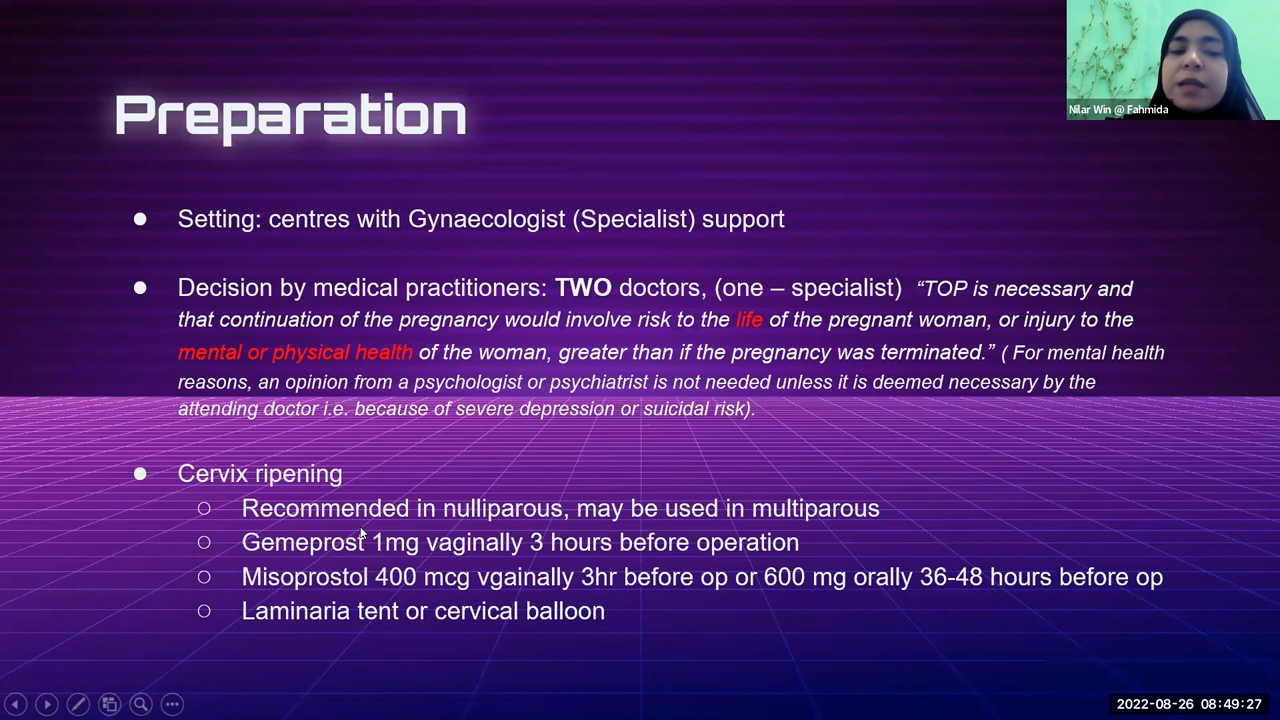 Preparation
Nilar Win @ Fahmida
● Setting: centres with Gynaecologist (Specialist) support
● Decision by medical practitioners: TWO doctors, (one – specialist) “TOP is necessary and
that continuation of the pregnancy would involve risk to the life of the pregnant woman, or injury to the
mental or physical health of the woman, greater than if the pregnancy was terminated.” ( For mental health
reasons, an opinion from a psychologist or psychiatrist is not needed unless it is deemed necessary by the
attending doctor i.e. because of severe depression or suicidal risk).
● Cervix ripening
○ Recommended in nulliparous, may be used in multiparous
○ Gemeprost 1mg vaginally 3 hours before operation
○ Misoprostol 400 mcg vgainally 3hr before op or 600 mg orally 36-48 hours before op
○ Laminaria tent or cervical balloon
2022-08-26 08:49:27